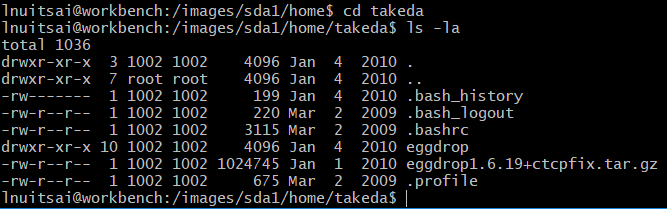 lnuitsai@workbench:/images/sda1/home$ cd takeda
lnuitsai@workbench:/images/sda1/home/takeda$ ls -la
total 1036
drwxr-xr-x  3 1002 1002    4096 Jan  4  2010 .
drwxr-xr-x  7 root root    4096 Jan  4  2010 ..
-rw-------  1 1002 1002     199 Jan  4  2010 .bash_history
-rw-r--r--  1 1002 1002     220 Mar  2  2009 .bash_logout
-rw-r--r--  1 1002 1002    3115 Mar  2  2009 .bashrc
drwxr-xr-x 10 1002 1002    4096 Jan  4  2010 eggdrop
-rw-r--r--  1 1002 1002 1024745 Jan  1  2010 eggdrop1.6.19+ctcpfix.tar.gz
-rw-r--r--  1 1002 1002     675 Mar  2  2009 .profile
lnuitsai@workbench:/images/sda1/home/takeda$